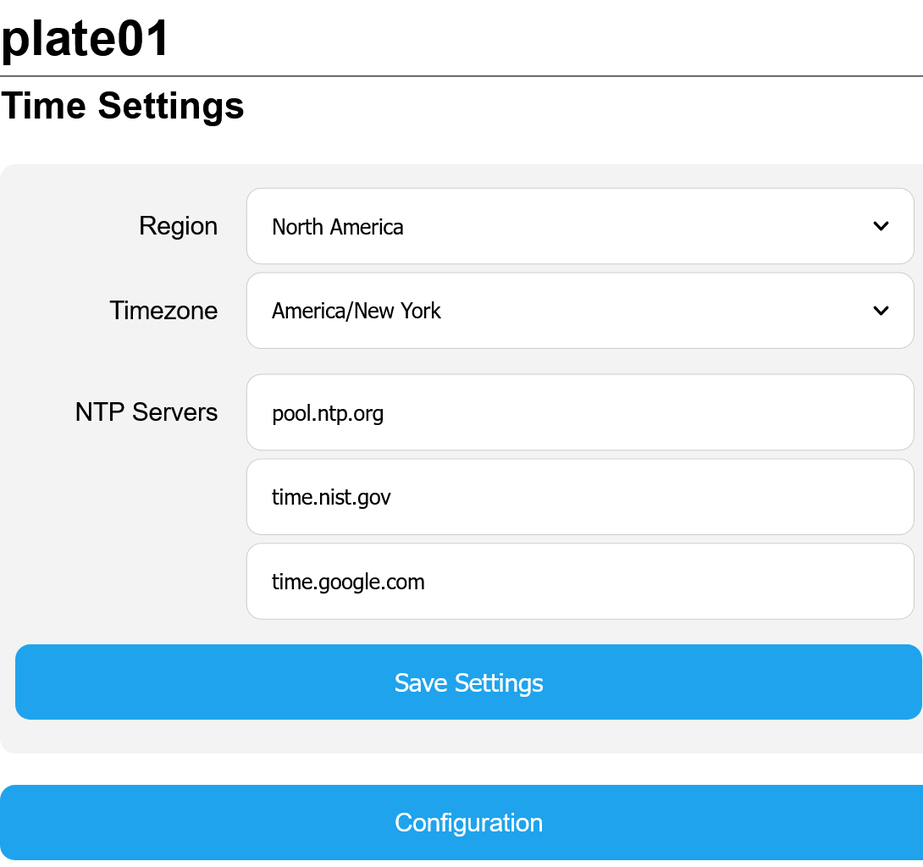 plate01
Time Settings
Region
North America
Timezone
America/New York
NTP Servers
pool.ntp.org
time.nist.gov
time.google.com
Save Settings
Configuration